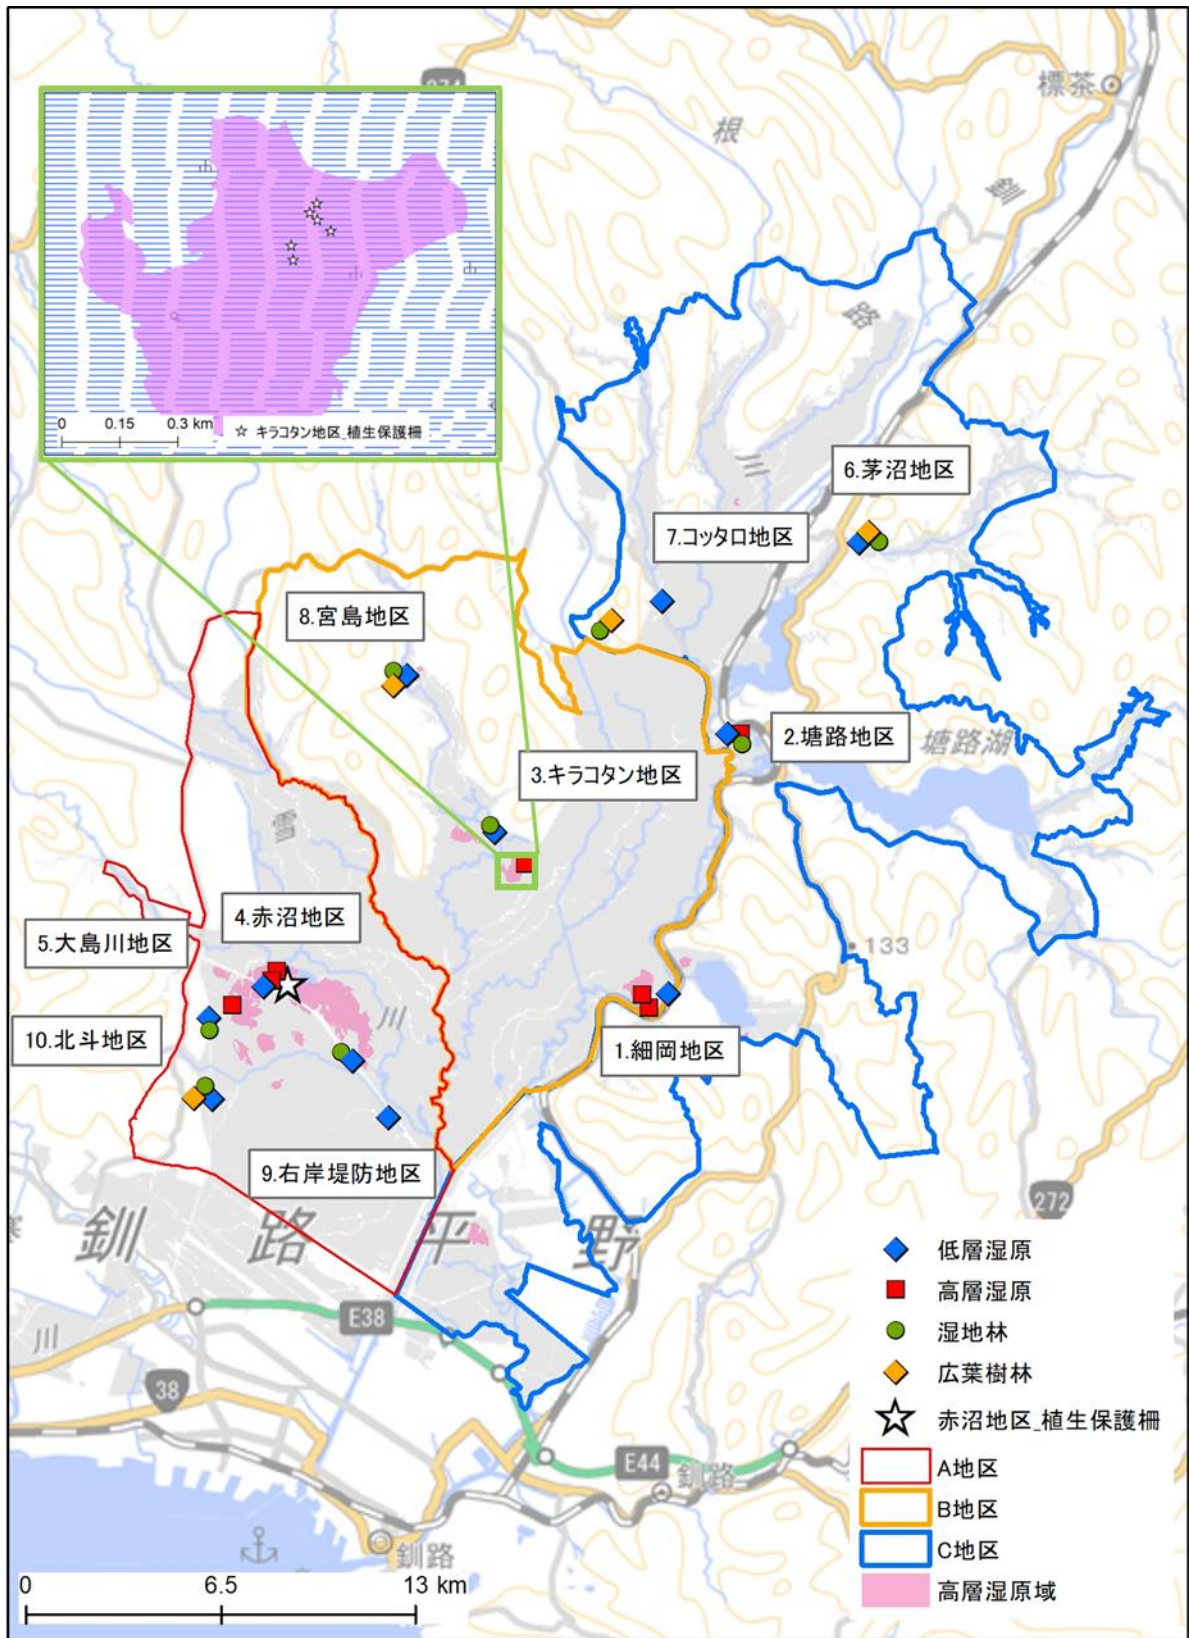 274
標茶
根
釧
0 0.15 0.3 km
☆ キラコタン地区_植生保護柵
路
6.茅沼地区
川
7.コッタロ地区
8.宮島地区
2.塘路地区
塘路湖
3.キラコタン地区
雪
4.赤沼地区
5.大島川地区
133
川
10.北斗地区
1.細岡地区
9.右岸堤防地区
272
釧路平野
低層湿原
高層湿原
E38
湿地林
川
広葉樹林
38
赤沼地区_植生保護柵
E44
釧路
A地区
B地区
釧路
C地区
0 6.5 13 km
高層湿原域